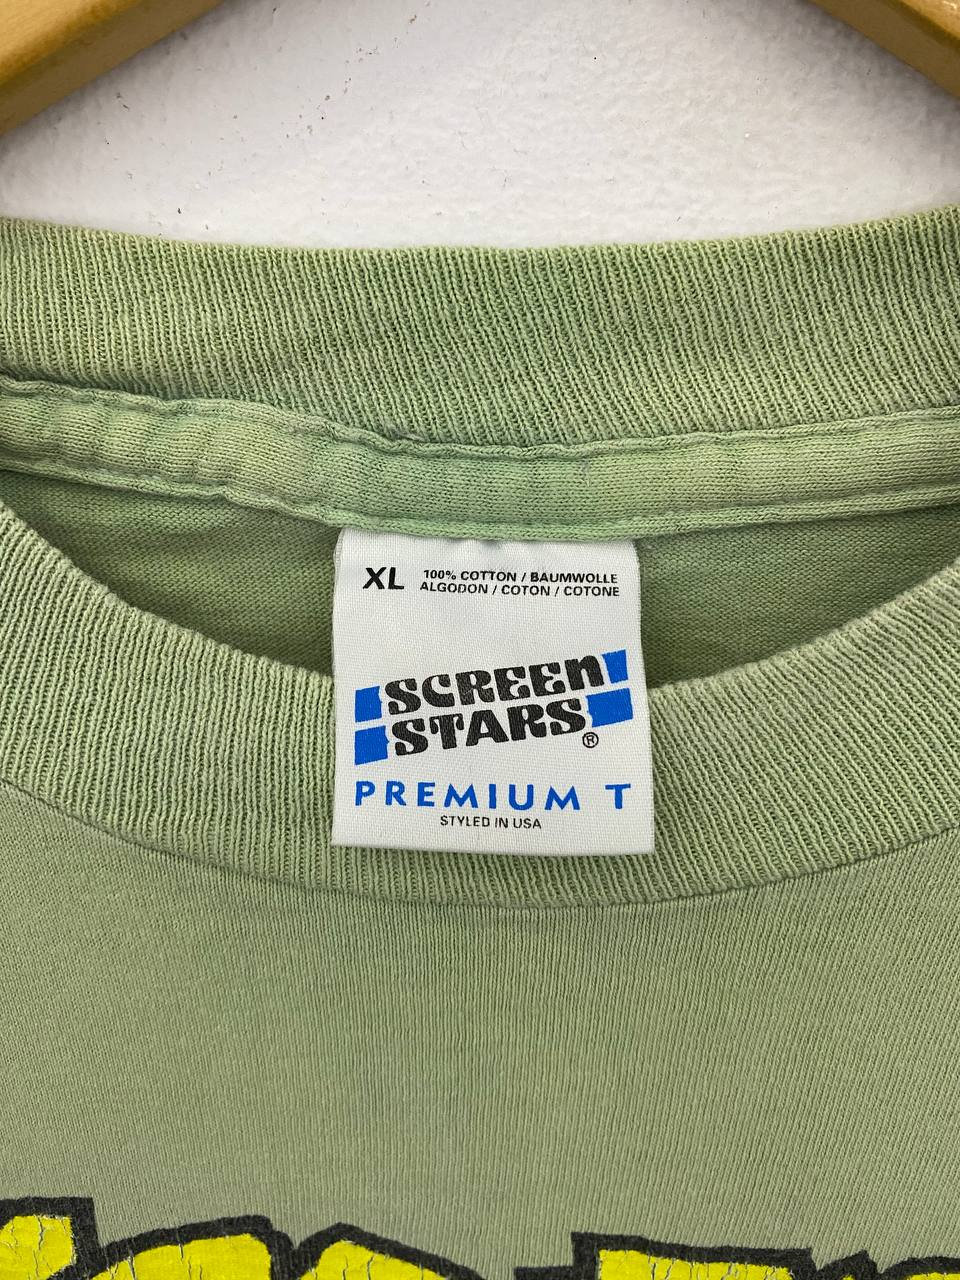 XL 100% COTTON / BAUMWOLLE
ALGODON / COTON / COTONE
SCREEN
STARS®
PREMIUM T
STYLED IN USA